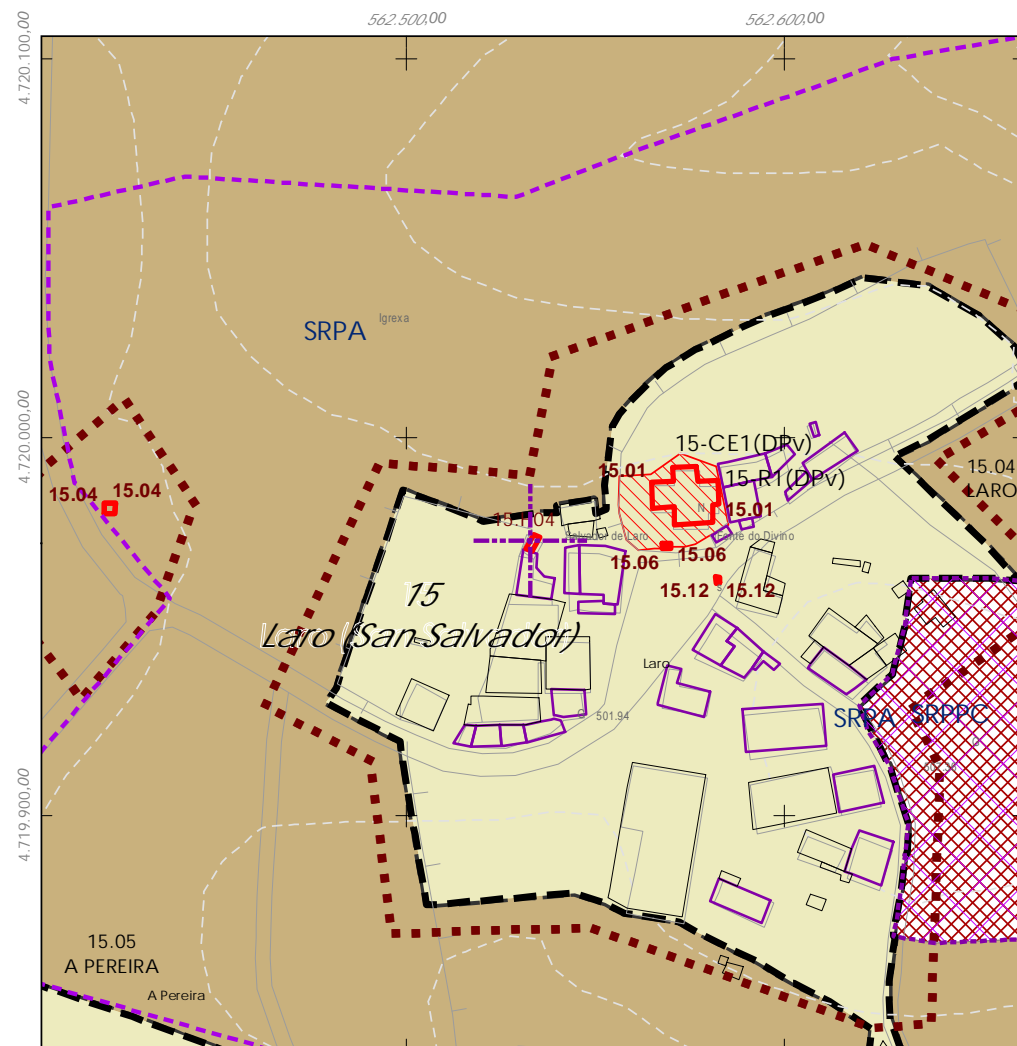 562.500,00
562.600,00
4.720.100,00
Igrexa
SRPA
4.720.000,00
15-CE1(DPv)
15.01
15-R1(DPv)
15.04
LARO
15.04
15.04
15.01
Salvador de Laro
Fonte do Divino
15.06
15.06
15.12
15.12
15
Laro (San Salvador)
Laro
501.94
SRPA
SRPPC
4.719.900,00
15.05
A PEREIRA
A Pereira